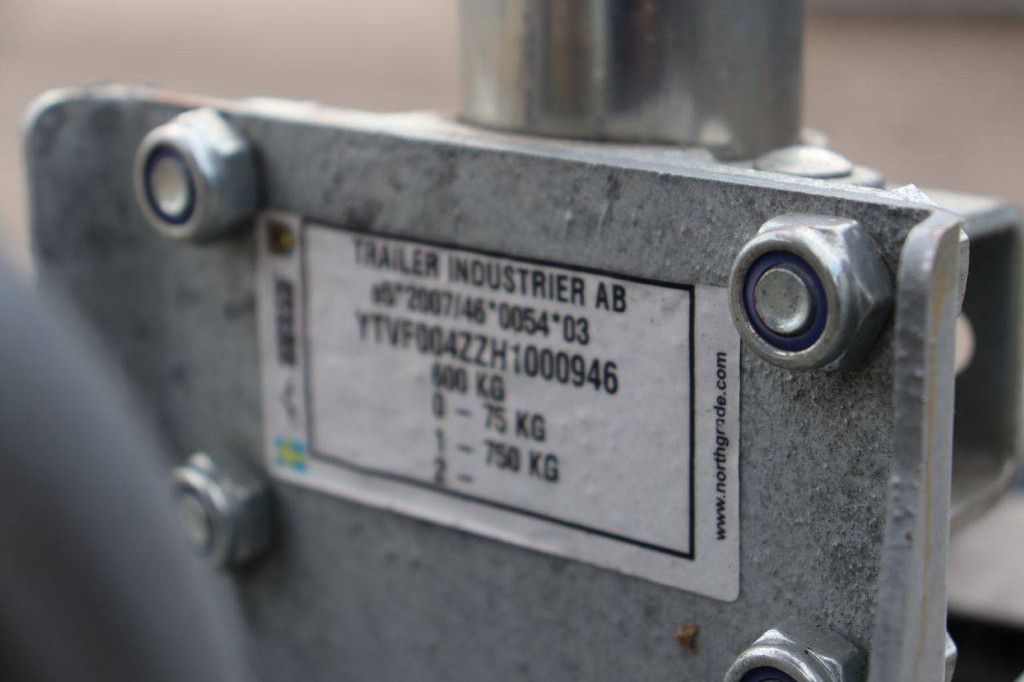 TRAILER INDUSTRIER AB
e5*2007/46*0054*03
YTVF004ZZH1000946
600 KG
0 - 75 KG
1 - 750 KG
2 -
www.northgrade.com